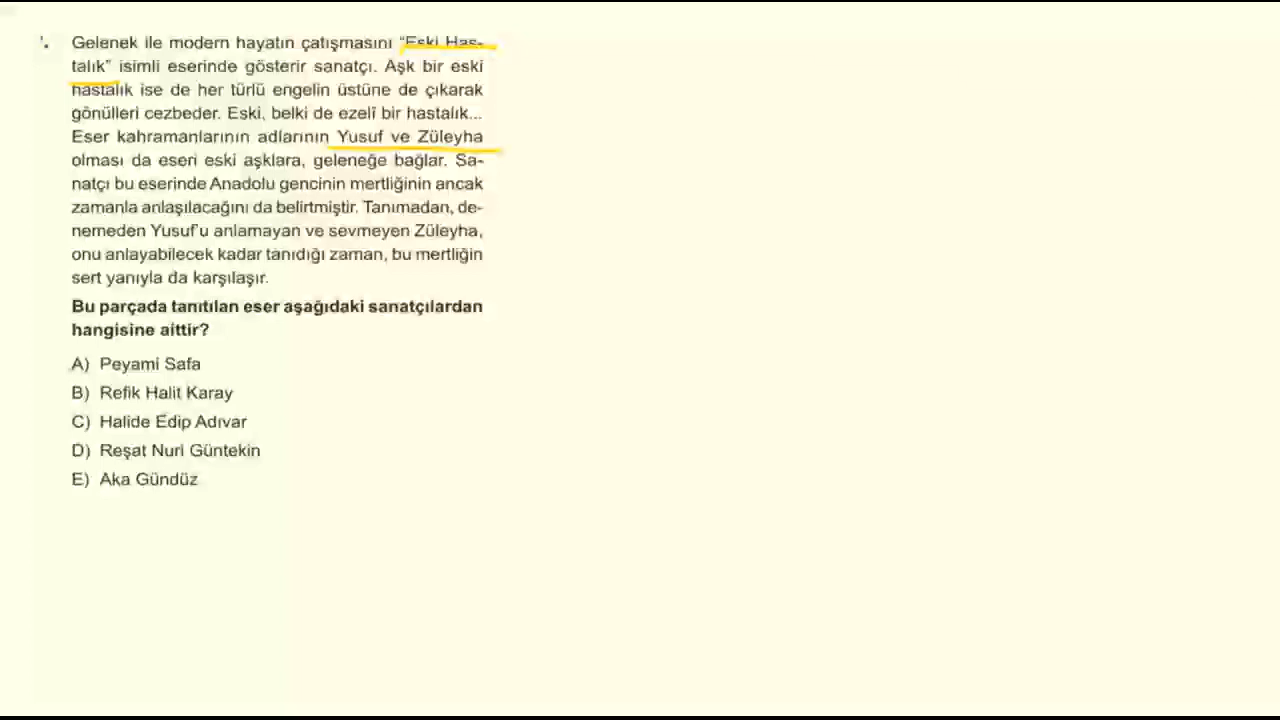 Gelenek ile modern hayatın çatışmasını “Eski Has-
talık” isimli eserinde gösterir sanatçı. Aşk bir eski
hastalık ise de her türlü engelin üstüne de çıkarak
gönülleri cezbeder. Eski, belki de ezelî bir hastalık...
Eser kahramanlarının adlarının Yusuf ve Züleyha
olması da eseri eski aşklara, geleneğe bağlar. Sa-
natçı bu eserinde Anadolu gencinin mertliğinin ancak
zamanla anlaşılacağını da belirtmiştir. Tanımadan, de-
nemeden Yusuf'u anlamayan ve sevmeyen Züleyha,
onu anlayabilecek kadar tanıdığı zaman, bu mertliğin
sert yanıyla da karşılaşır.
Bu parçada tanıtılan eser aşağıdaki sanatçılardan
hangisine aittir?
A) Peyami Safa
B) Refik Halit Karay
C) Halide Edip Adıvar
D) Reşat Nuri Güntekin
E) Aka Gündüz